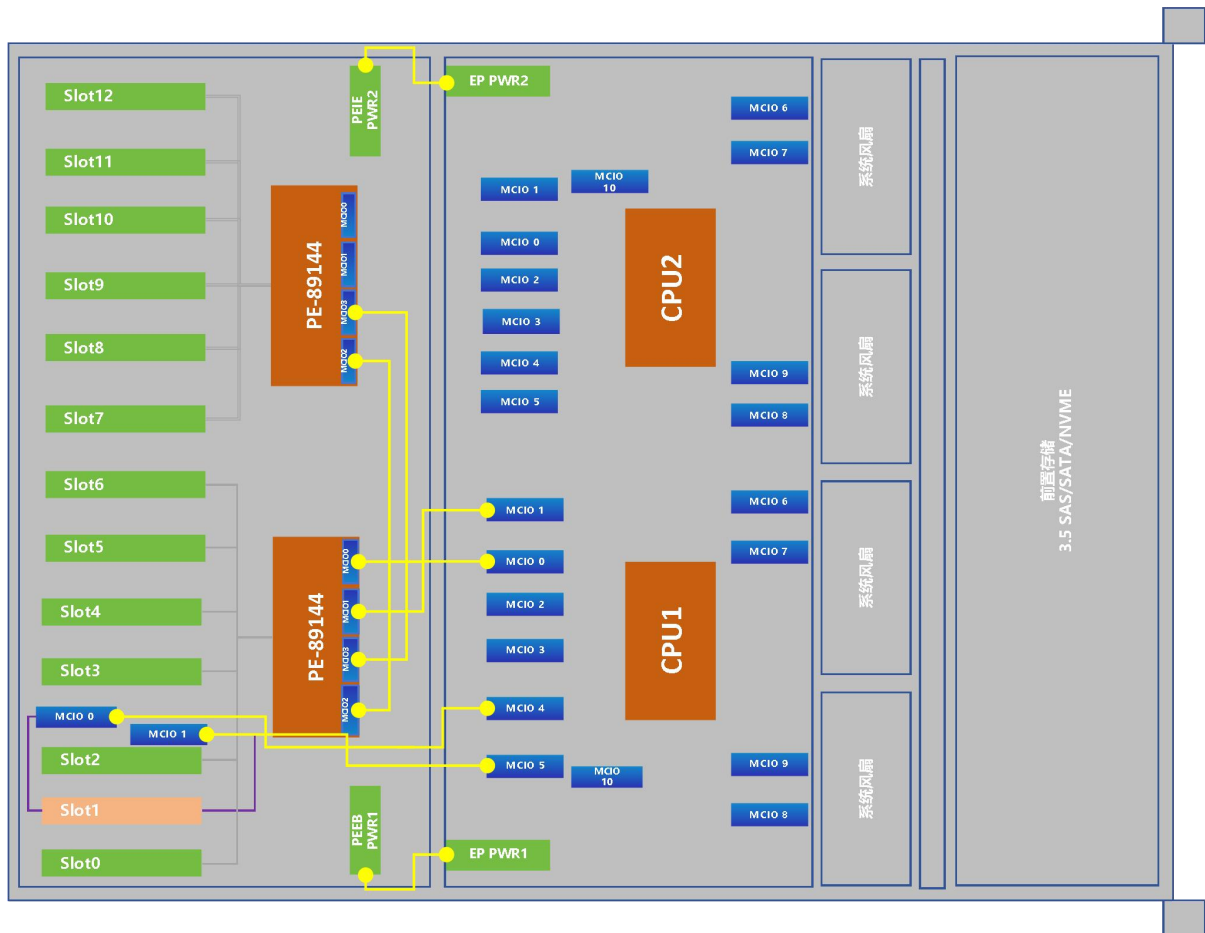 Slot12
Slot11
Slot10
Slot9
Slot8
Slot7
Slot6
Slot5
Slot4
Slot3
MCIO 0
MCIO 1
Slot2
Slot1
Slot0
PEIE
PWR2
PE-89144
MCIO0
MCIO1
MCIO3
MCIO2
PE-89144
MCIO0
MCIO1
MCIO3
MCIO2
PEEB
PWR1
EP PWR2
MCIO 1
MCIO
10
MCIO 0
MCIO 2
MCIO 3
MCIO 4
MCIO 5
CPU2
MCIO 6
MCIO 7
MCIO 9
MCIO 8
MCIO 1
MCIO 0
MCIO 2
MCIO 3
MCIO 4
MCIO 5
MCIO
10
CPU1
MCIO 6
MCIO 7
MCIO 9
MCIO 8
EP PWR1
系统风扇
系统风扇
系统风扇
系统风扇
前置存储
3.5 SAS/SATA/NVME